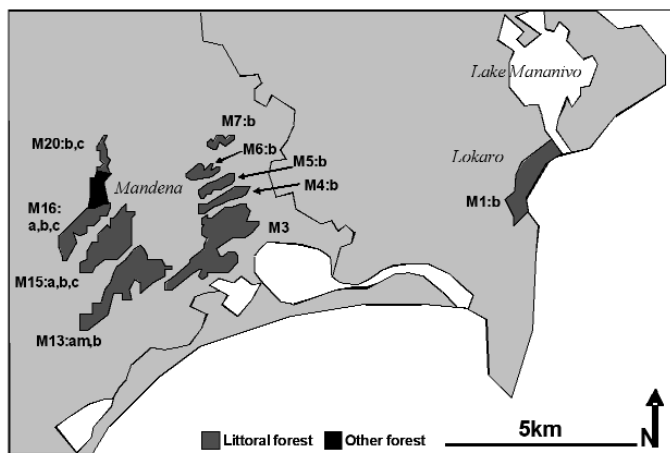 Lake Mananivo
M7:b
M20:b,c
M6:b
M5:b
Lokaro
Mandena
M4:b
M16:
a,b,c
M1:b
M3
M15:a,b,c
M13:am,b
Littoral forest
Other forest
5km
N